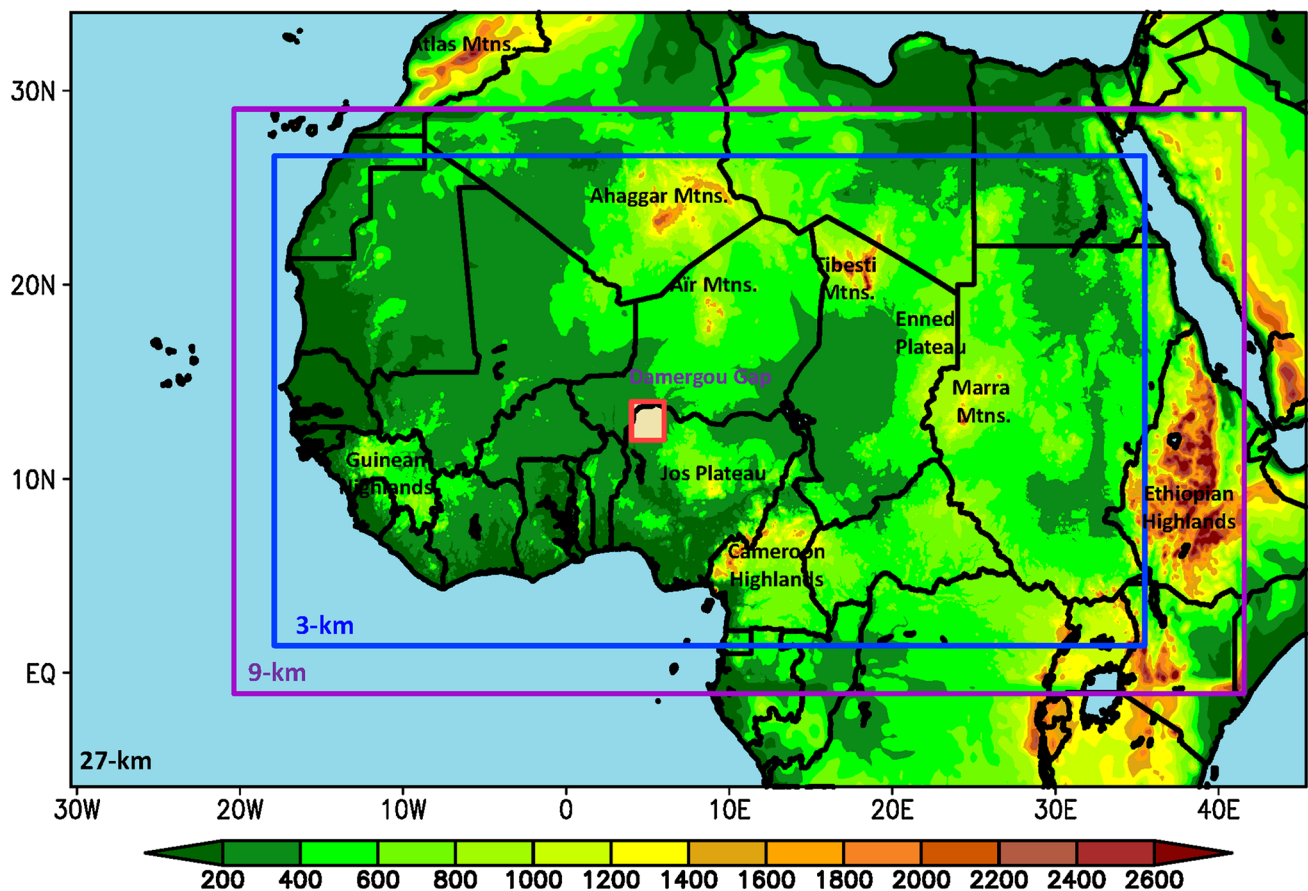 Atlas Mtns.
30N
Ahaggar Mtns.
20N
Tibesti
Mtns.
Aïr Mtns.
Enned
Plateau
Damergou Gap
Marra
Mtns.
10N
Guinean
Highlands
Jos Plateau
Ethiopian
Highlands
Cameroon
Highlands
3-km
EQ
9-km
27-km
30W 20W 10W 0 10E 20E 30E 40E
200 400 600 800 1000 1200 1400 1600 1800 2000 2200 2400 2600